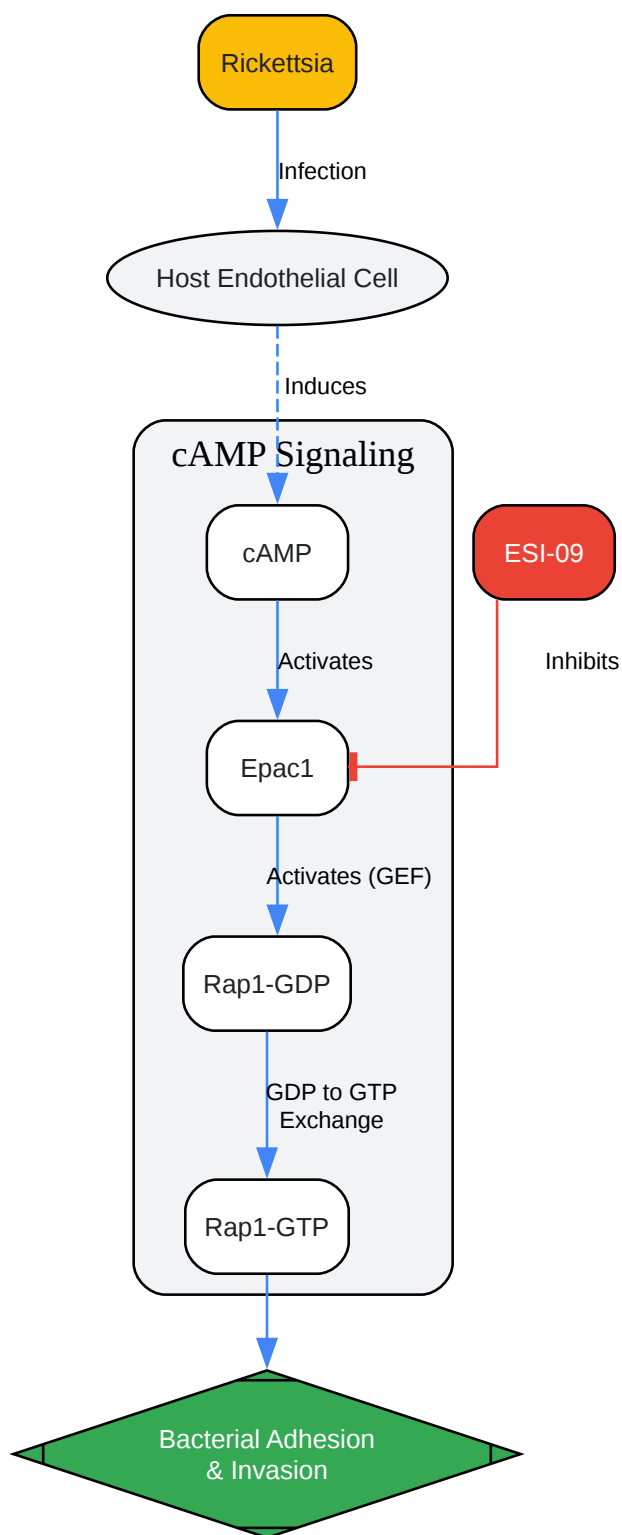 Rickettsia
Infection
Host Endothelial Cell
Induces
cAMP Signaling
cAMP
ESI-09
Activates
Inhibits
Epac1
Activates (GEF)
Rap1-GDP
GDP to GTP
Exchange
Rap1-GTP
Bacterial Adhesion
& Invasion